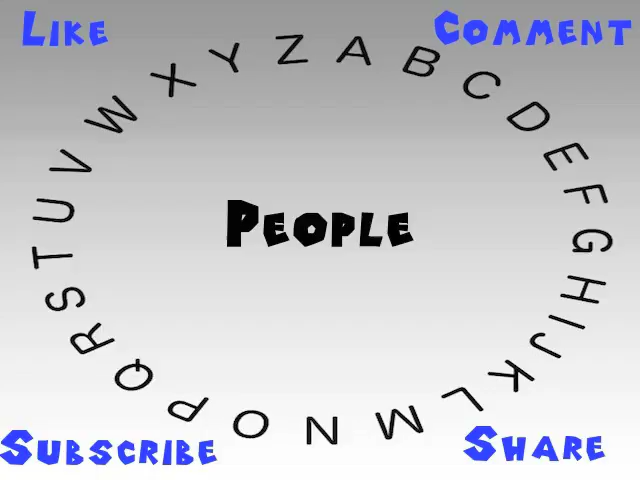 Like
Comment
A B C D E F G H I J K L M N O P Q R S T U V W X Y Z
People
Subscribe
Share